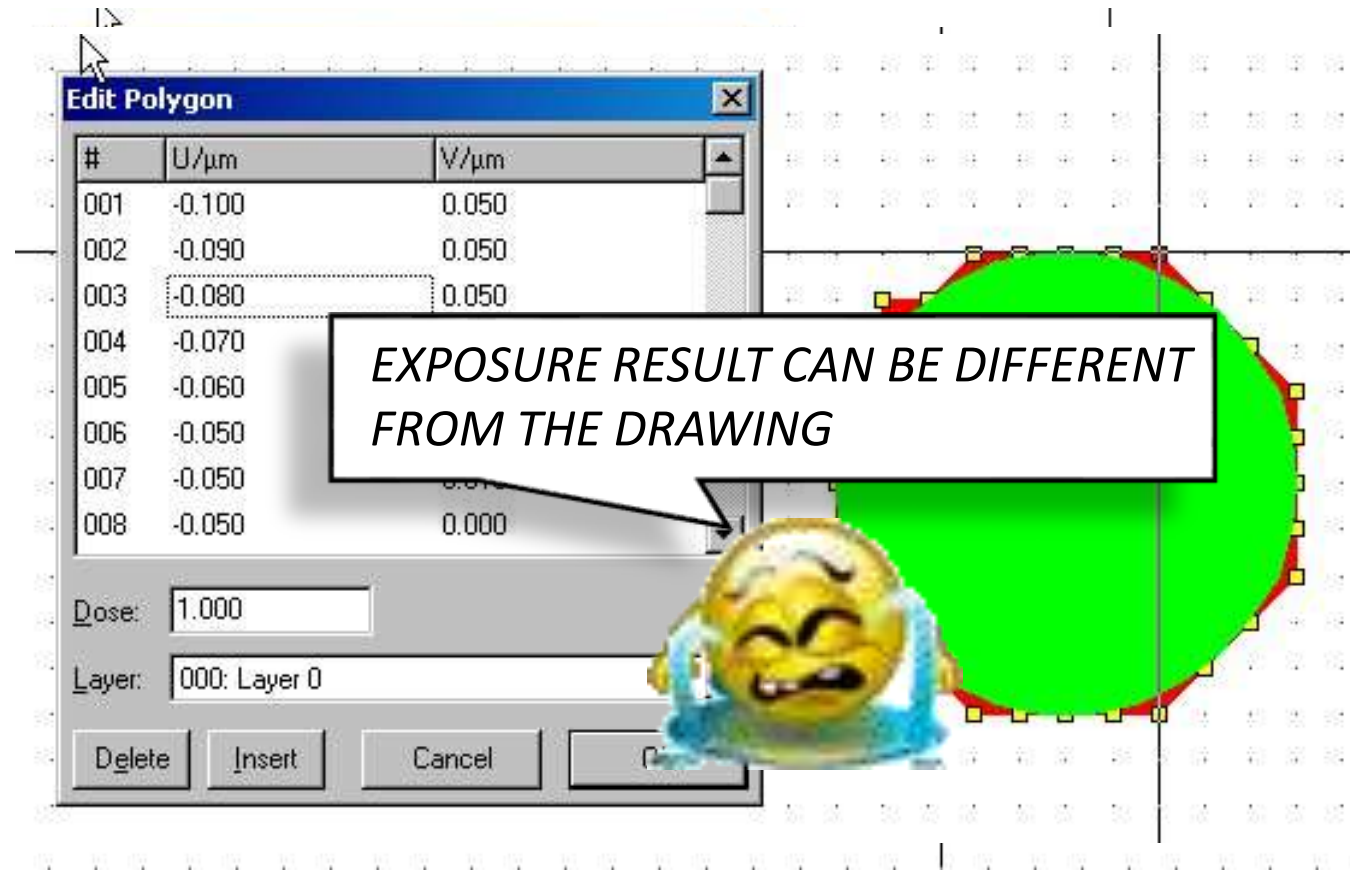 Edit Polygon
# U/µm V/µm
001 -0.100 0.050
002 -0.090 0.050
003 -0.080 0.050
004 -0.070
005 -0.060
006 -0.050
007 -0.050
008 -0.050 0.000
EXPOSURE RESULT CAN BE DIFFERENT
FROM THE DRAWING
Dose: 1.000
Layer: 000: Layer 0
Delete Insert Cancel